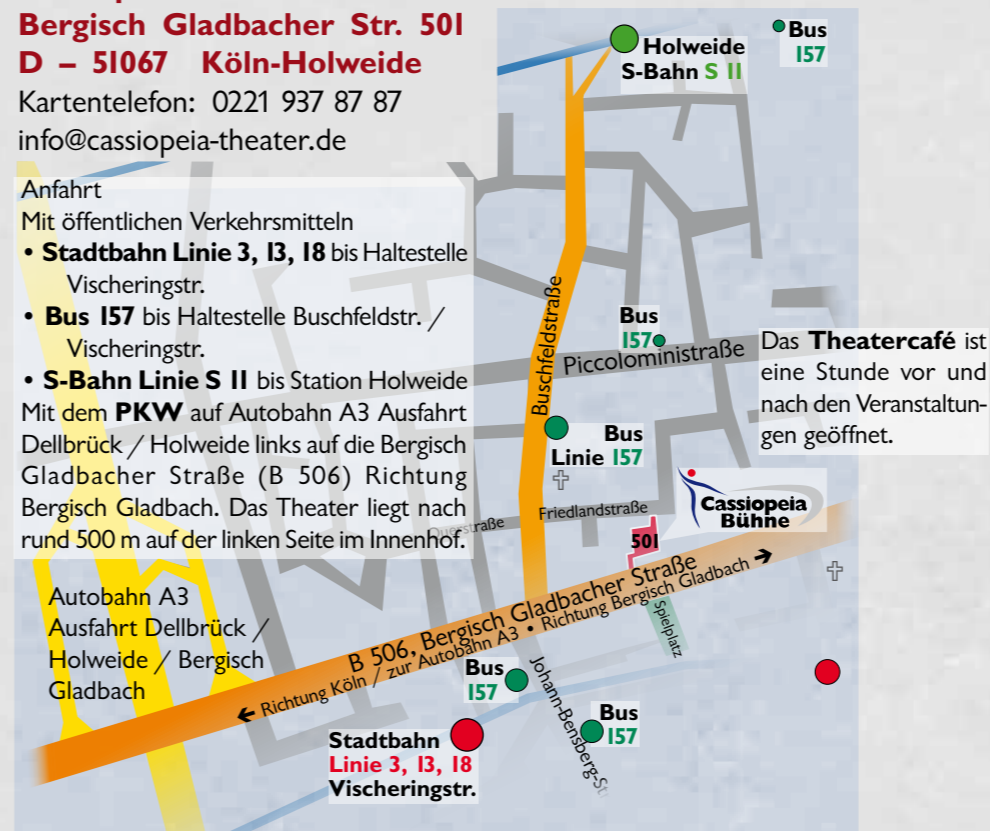 Bergisch Gladbacher Str. 501
D – 51067 Köln-Holweide
Kartentelefon: 0221 937 87 87
info@cassiopeia-theater.de
Anfahrt
Mit öffentlichen Verkehrsmitteln
• Stadtbahn Linie 3, 13, 18 bis Haltestelle
Vischeringstr.
• Bus 157 bis Haltestelle Buschfeldstr. /
Vischeringstr.
• S-Bahn Linie S 11 bis Station Holweide
Mit dem PKW auf Autobahn A3 Ausfahrt
Dellbrück / Holweide links auf die Bergisch
Gladbacher Straße (B 506) Richtung
Bergisch Gladbach. Das Theater liegt nach
rund 500 m auf der linken Seite im Innenhof.
Autobahn A3
Ausfahrt Dellbrück /
Holweide / Bergisch
Gladbach
Holweide
S-Bahn S 11
Bus
157
Buschfeldstraße
Bus
157
Piccoloministraße
Das Theatercafé ist
eine Stunde vor und
nach den Veranstaltun-
gen geöffnet.
Bus
Linie 157
Querstraße
Friedlandstraße
Cassiopeia
Bühne
501
B 506, Bergisch Gladbacher Straße
← Richtung Köln / zur Autobahn A3 • Richtung Bergisch Gladbach →
Spielplatz
Bus
157
Johann-Bensberg-St
Bus
157
Stadtbahn
Linie 3, 13, 18
Vischeringstr.